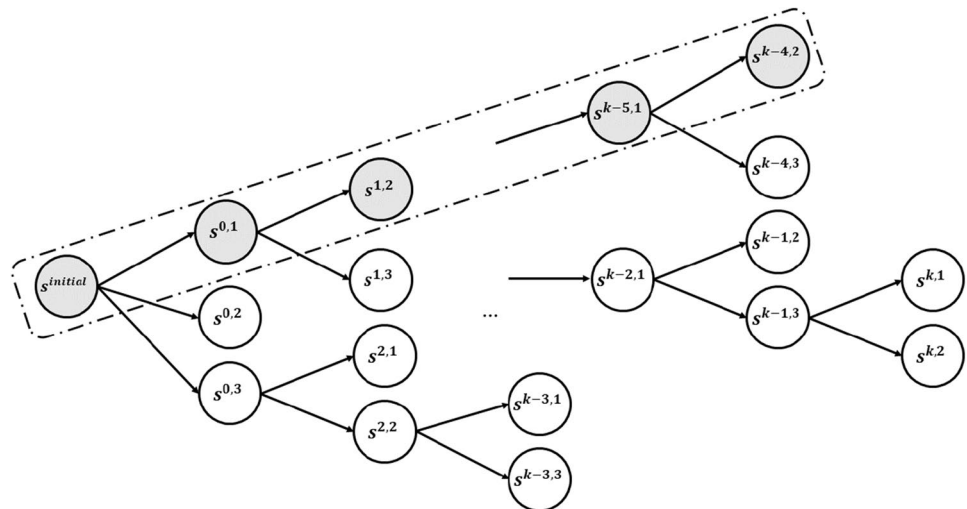 s^{k-4,2}
s^{k-5,1}
s^{k-4,3}
s^{1,2}
s^{0,1}
s^{k-1,2}
s^{initial}
s^{1,3}
s^{k-2,1}
s^{k,1}
s^{0,2}
...
s^{k-1,3}
s^{2,1}
s^{k,2}
s^{0,3}
s^{k-3,1}
s^{2,2}
s^{k-3,3}